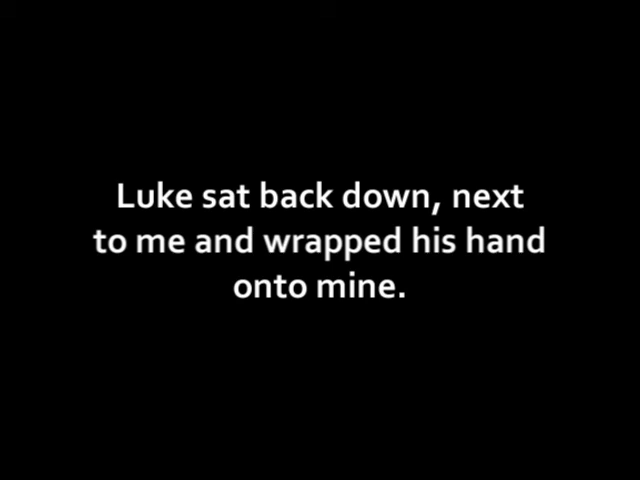 Luke sat back down, next
to me and wrapped his hand
onto mine.